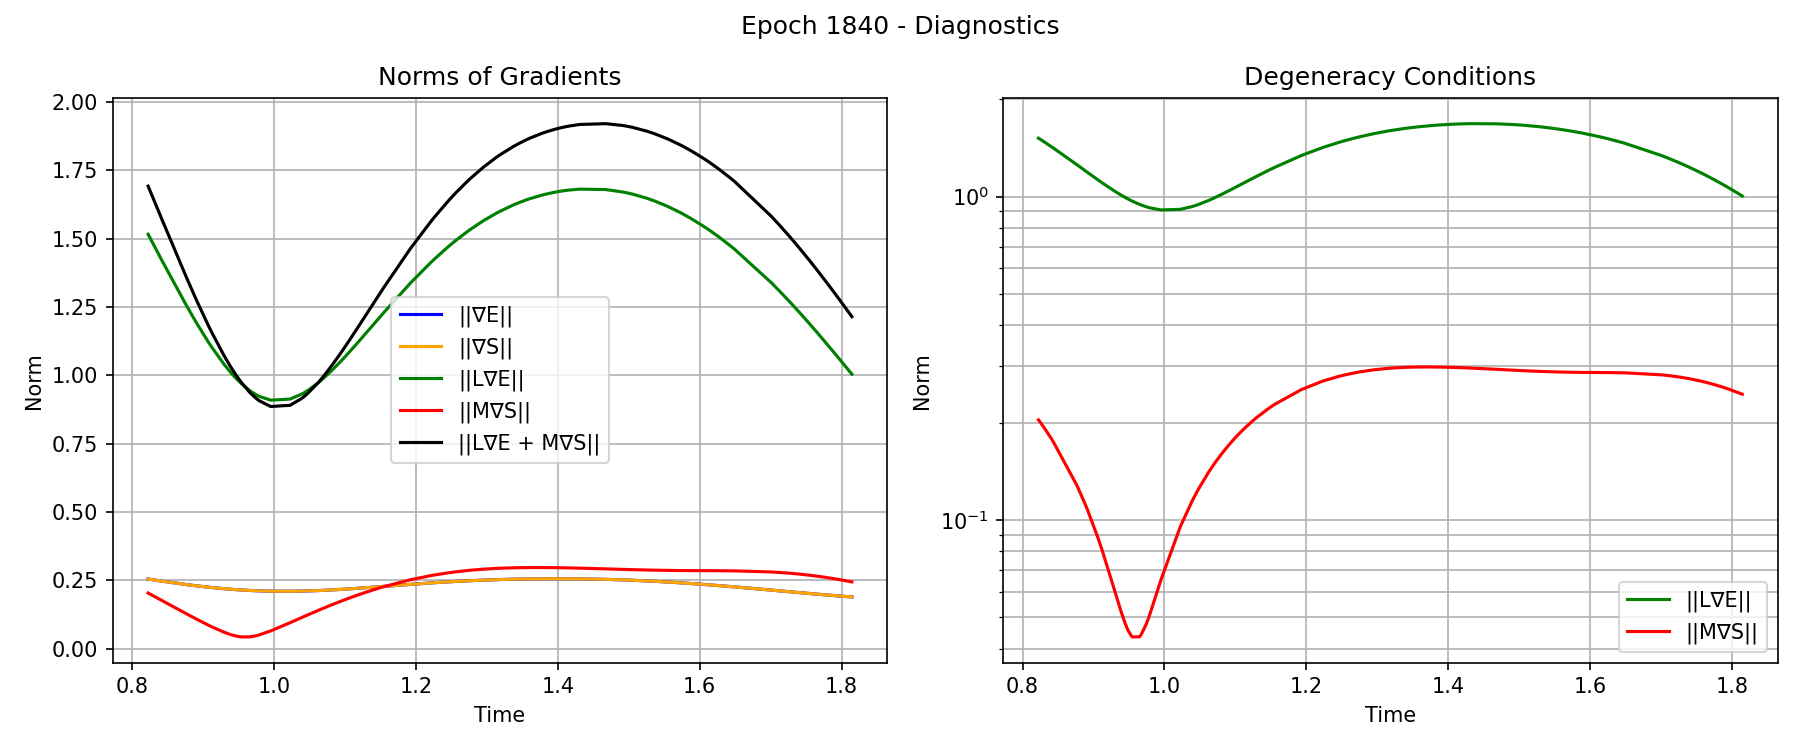 Epoch 1840 - Diagnostics
Norms of Gradients
2.00
1.75
1.50
1.25
1.00
0.75
0.50
0.25
0.00
Norm
0.8
1.0
1.2
1.4
1.6
1.8
Time
||∇E||
||∇S||
||L∇E||
||M∇S||
||L∇E + M∇S||
Degeneracy Conditions
10⁰
10⁻¹
Norm
0.8
1.0
1.2
1.4
1.6
1.8
Time
||L∇E||
||M∇S||